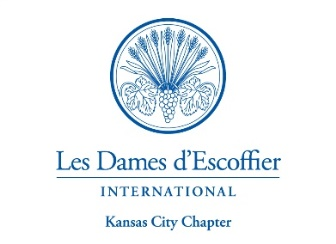 Les Dames d'Escoffier
INTERNATIONAL
Kansas City Chapter